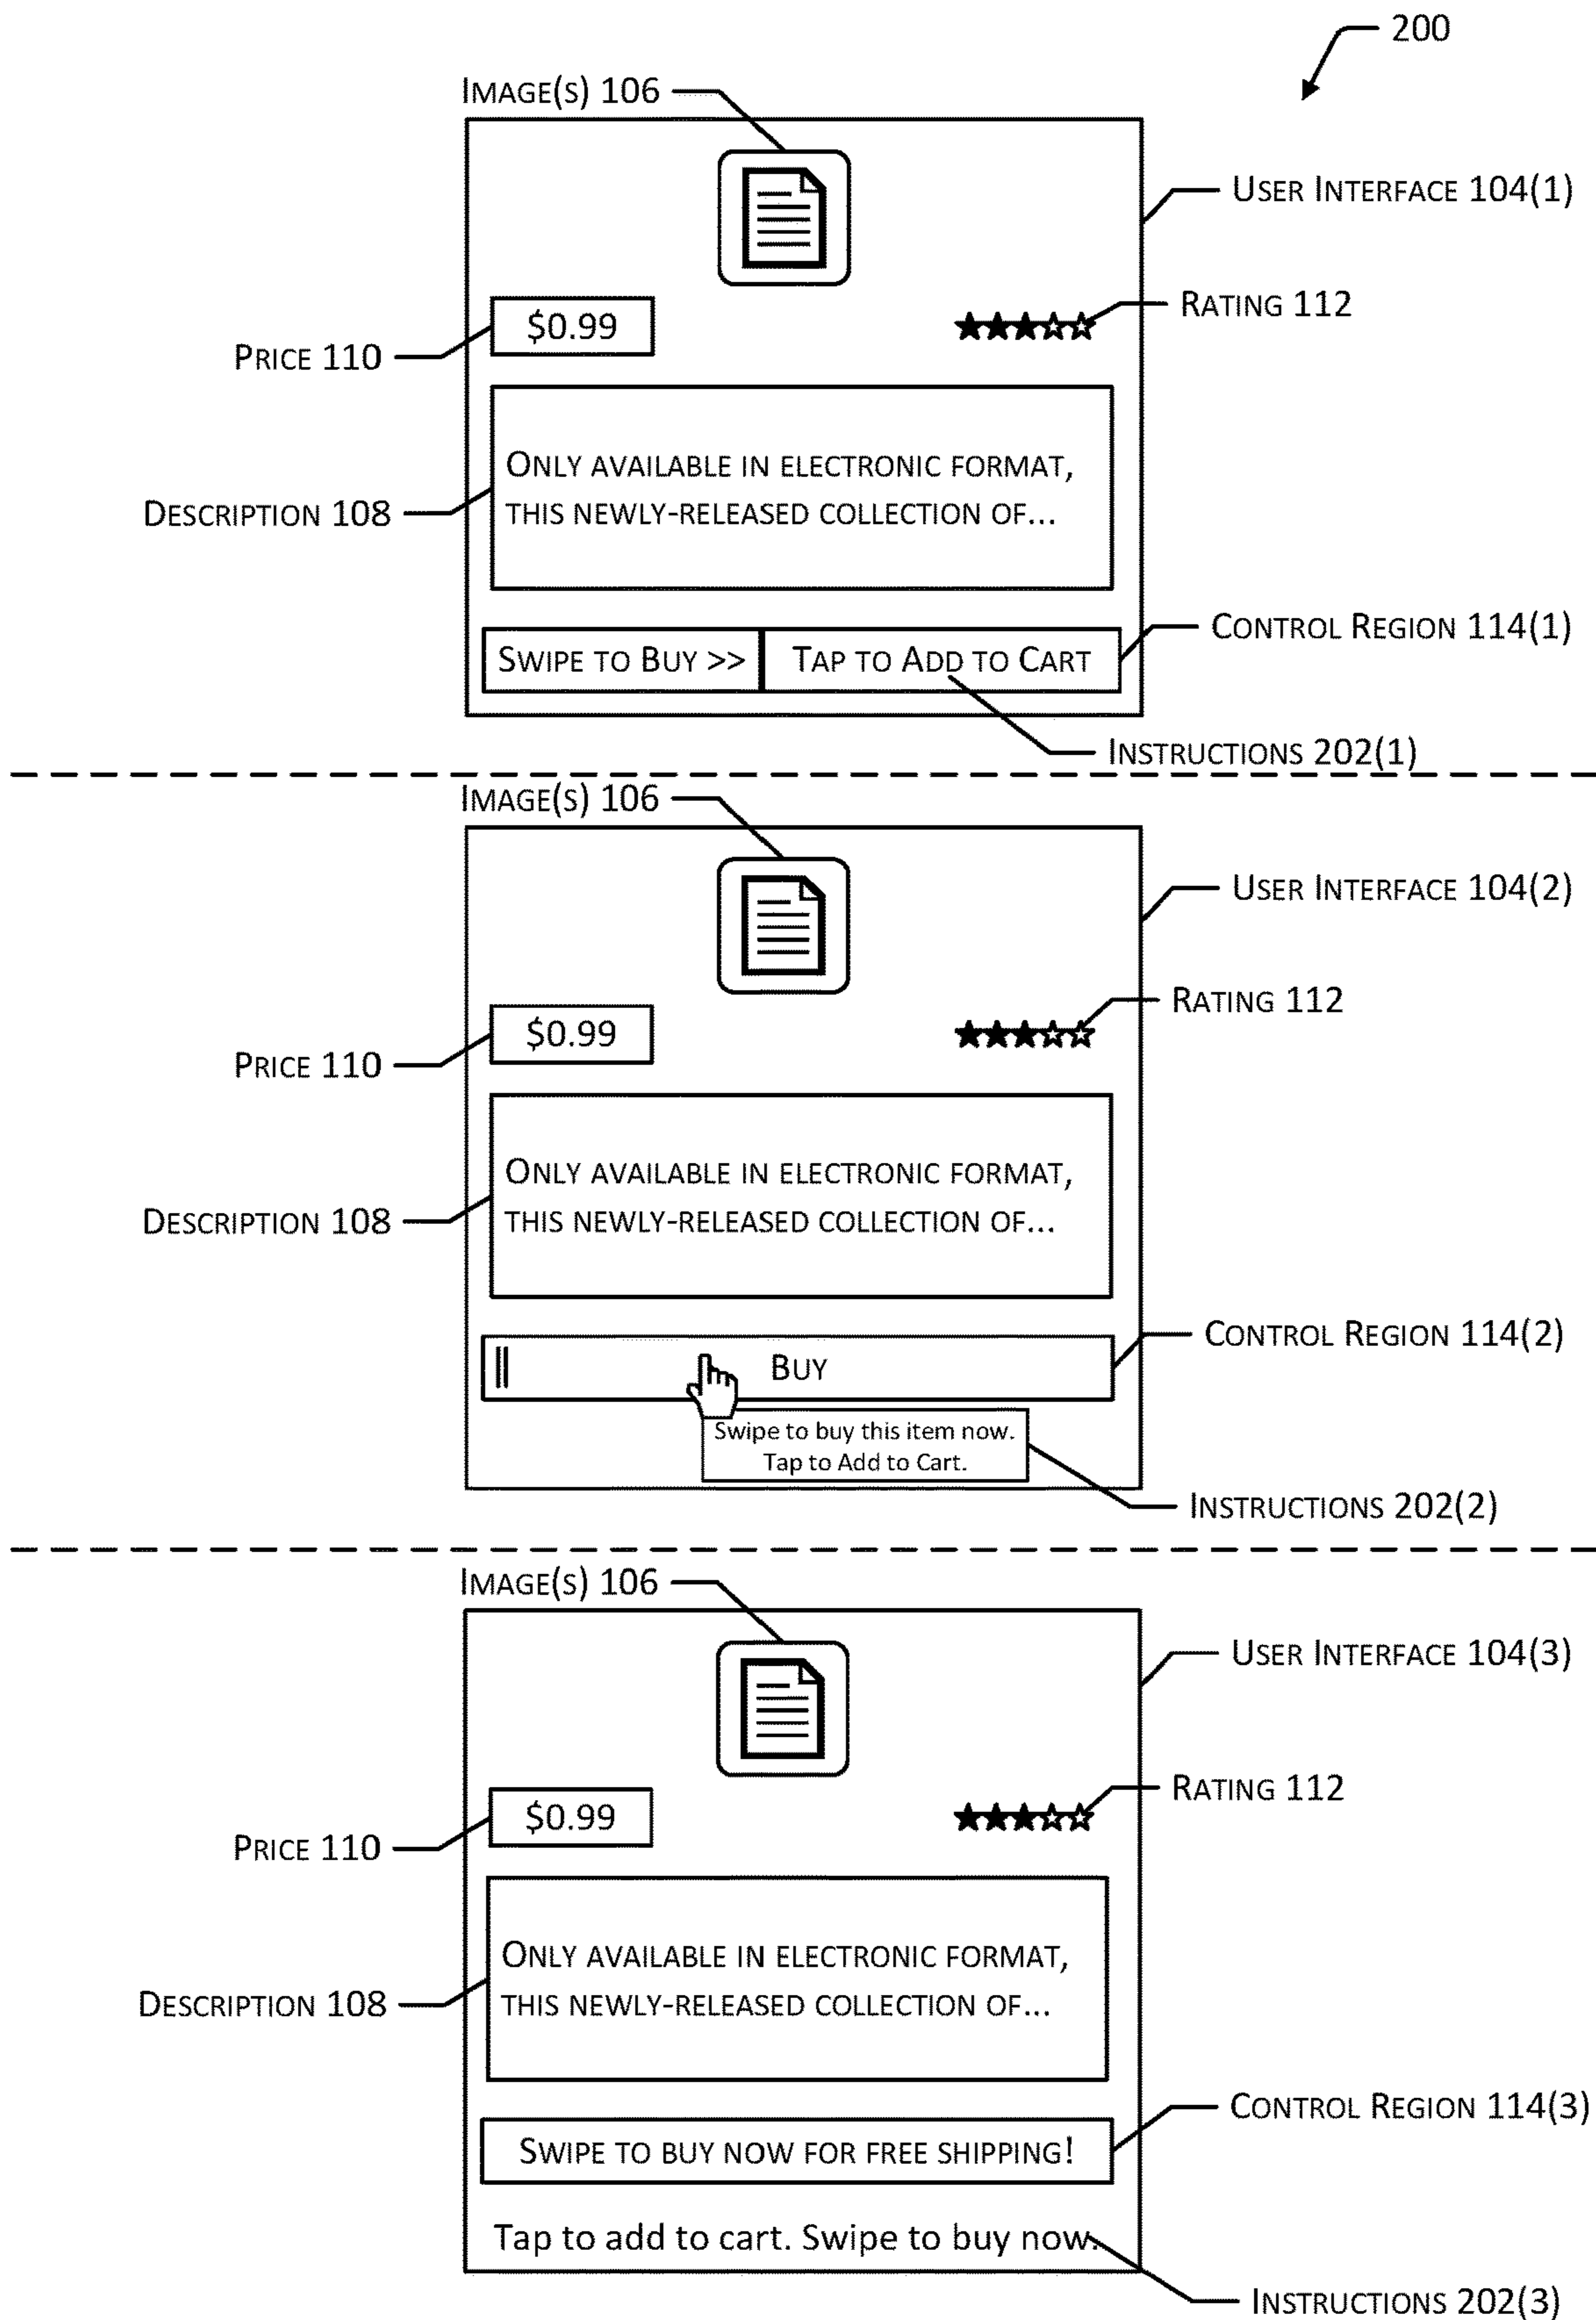 200
IMAGE(S) 106
USER INTERFACE 104(1)
RATING 112
$0.99
PRICE 110
ONLY AVAILABLE IN ELECTRONIC FORMAT,
THIS NEWLY-RELEASED COLLECTION OF...
DESCRIPTION 108
CONTROL REGION 114(1)
SWIPE TO BUY >> TAP TO ADD TO CART
INSTRUCTIONS 202(1)
IMAGE(S) 106
USER INTERFACE 104(2)
RATING 112
$0.99
PRICE 110
ONLY AVAILABLE IN ELECTRONIC FORMAT,
THIS NEWLY-RELEASED COLLECTION OF...
DESCRIPTION 108
CONTROL REGION 114(2)
BUY
Swipe to buy this item now.
Tap to Add to Cart.
INSTRUCTIONS 202(2)
IMAGE(S) 106
USER INTERFACE 104(3)
RATING 112
$0.99
PRICE 110
ONLY AVAILABLE IN ELECTRONIC FORMAT,
THIS NEWLY-RELEASED COLLECTION OF...
DESCRIPTION 108
CONTROL REGION 114(3)
SWIPE TO BUY NOW FOR FREE SHIPPING!
Tap to add to cart. Swipe to buy now.
INSTRUCTIONS 202(3)